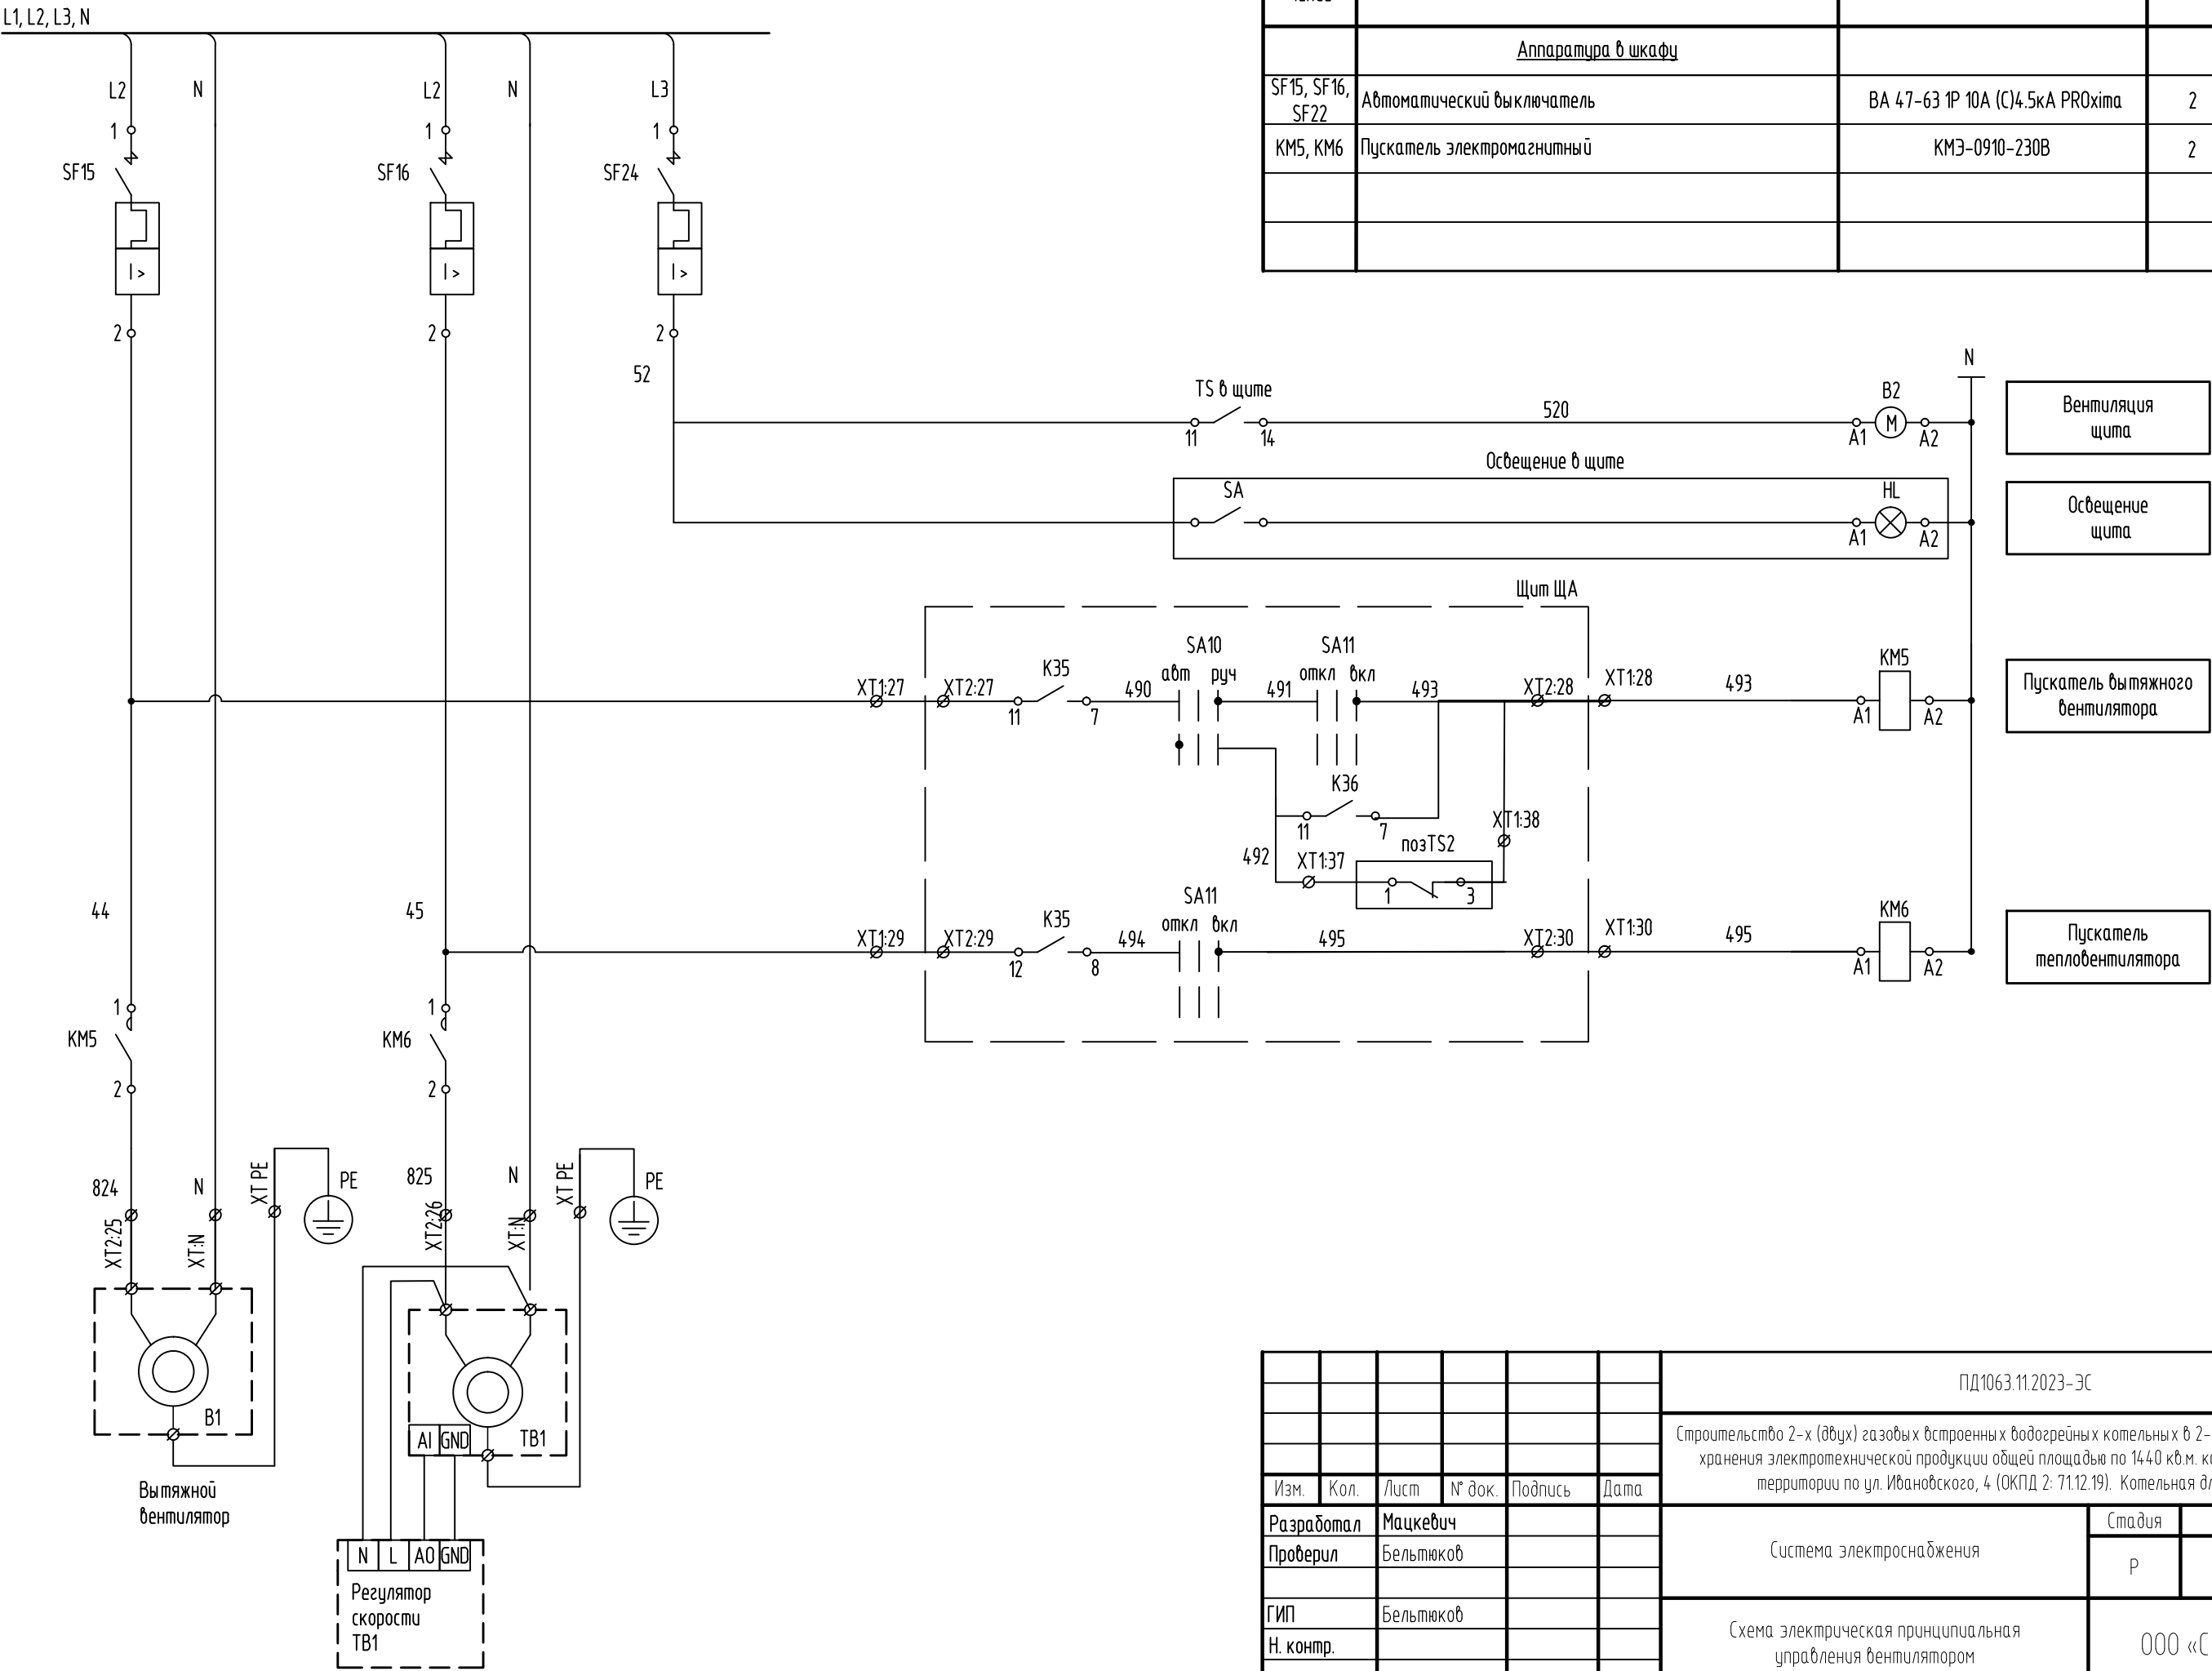 L1, L2, L3, N
L2
N
L2
N
L3
1
1
1
SF15
SF16
SF24
I >
I >
I >
2
2
2
52
Аппаратура в шкафу
SF15, SF16,
SF22
Автоматический выключатель
ВА 47-63 1Р 10А (С)4.5кА PROxima
2
КМ5, КМ6
Пускатель электромагнитный
КМЭ-0910-230В
2
N
TS в щите
11
14
520
B2
M
A1
A2
Вентиляция
щита
Освещение в щите
SA
HL
A1
A2
Освещение
щита
Щит ЩА
XT1:27
XT2:27
K35
11
7
490
SA10
авт
руч
491
SA11
откл
вкл
493
XT2:28
XT1:28
493
KM5
A1
A2
Пускатель вытяжного
вентилятора
K36
11
7
XT1:38
позTS2
492
XT1:37
1
3
44
45
XT1:29
XT2:29
K35
12
8
494
SA11
откл
вкл
495
XT2:30
XT1:30
495
KM6
A1
A2
Пускатель
тепловентилятора
1
1
KM5
KM6
2
2
824
N
XT PE
PE
825
N
XT PE
PE
XT2:25
XT:N
XT2:26
XT:N
B1
AI
GND
TB1
Вытяжной
вентилятор
N
L
AO
GND
Регулятор
скорости
ТВ1
ПД1063.11.2023-ЭС
Строительство 2-х (двух) газовых встроенных водогрейных котельных в 2-
хранения электротехнической продукции общей площадью по 1440 кв.м.
территории по ул. Ивановского, 4 (ОКПД 2: 71.12.19). Котельная
Изм.
Кол.
Лист
№ док.
Подпись
Дата
Разработал
Мацкевич
Проверил
Бельтюков
ГИП
Бельтюков
Н. контр.
Система электроснабжения
Стадия
Р
Схема электрическая принципиальная
управления вентилятором
ООО «С